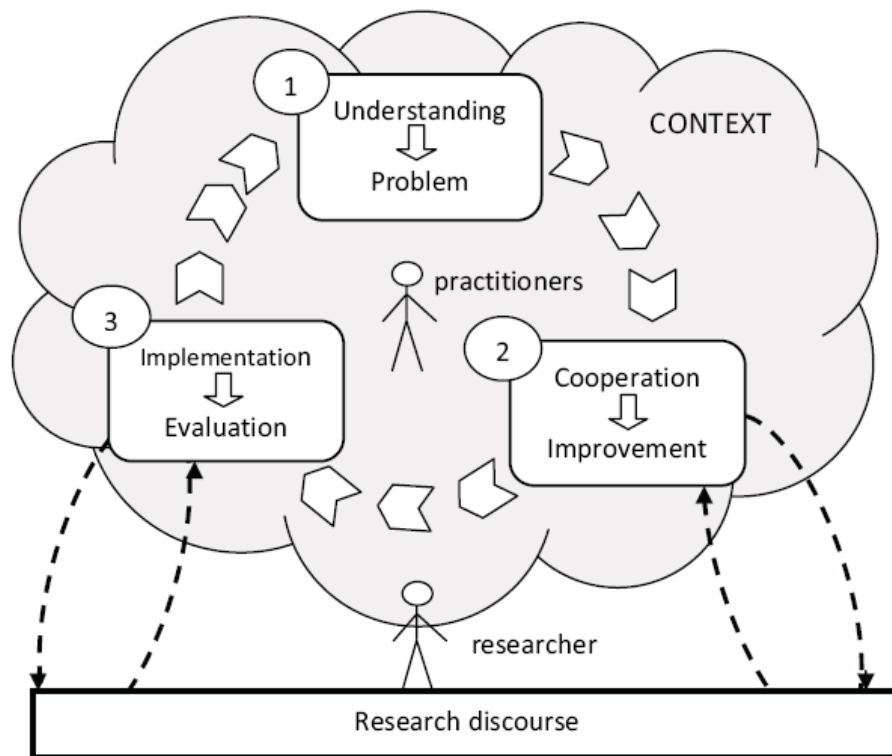 1
Understanding
Problem
CONTEXT
practitioners
3
Implementation
Evaluation
2
Cooperation
Improvement
researcher
Research discourse